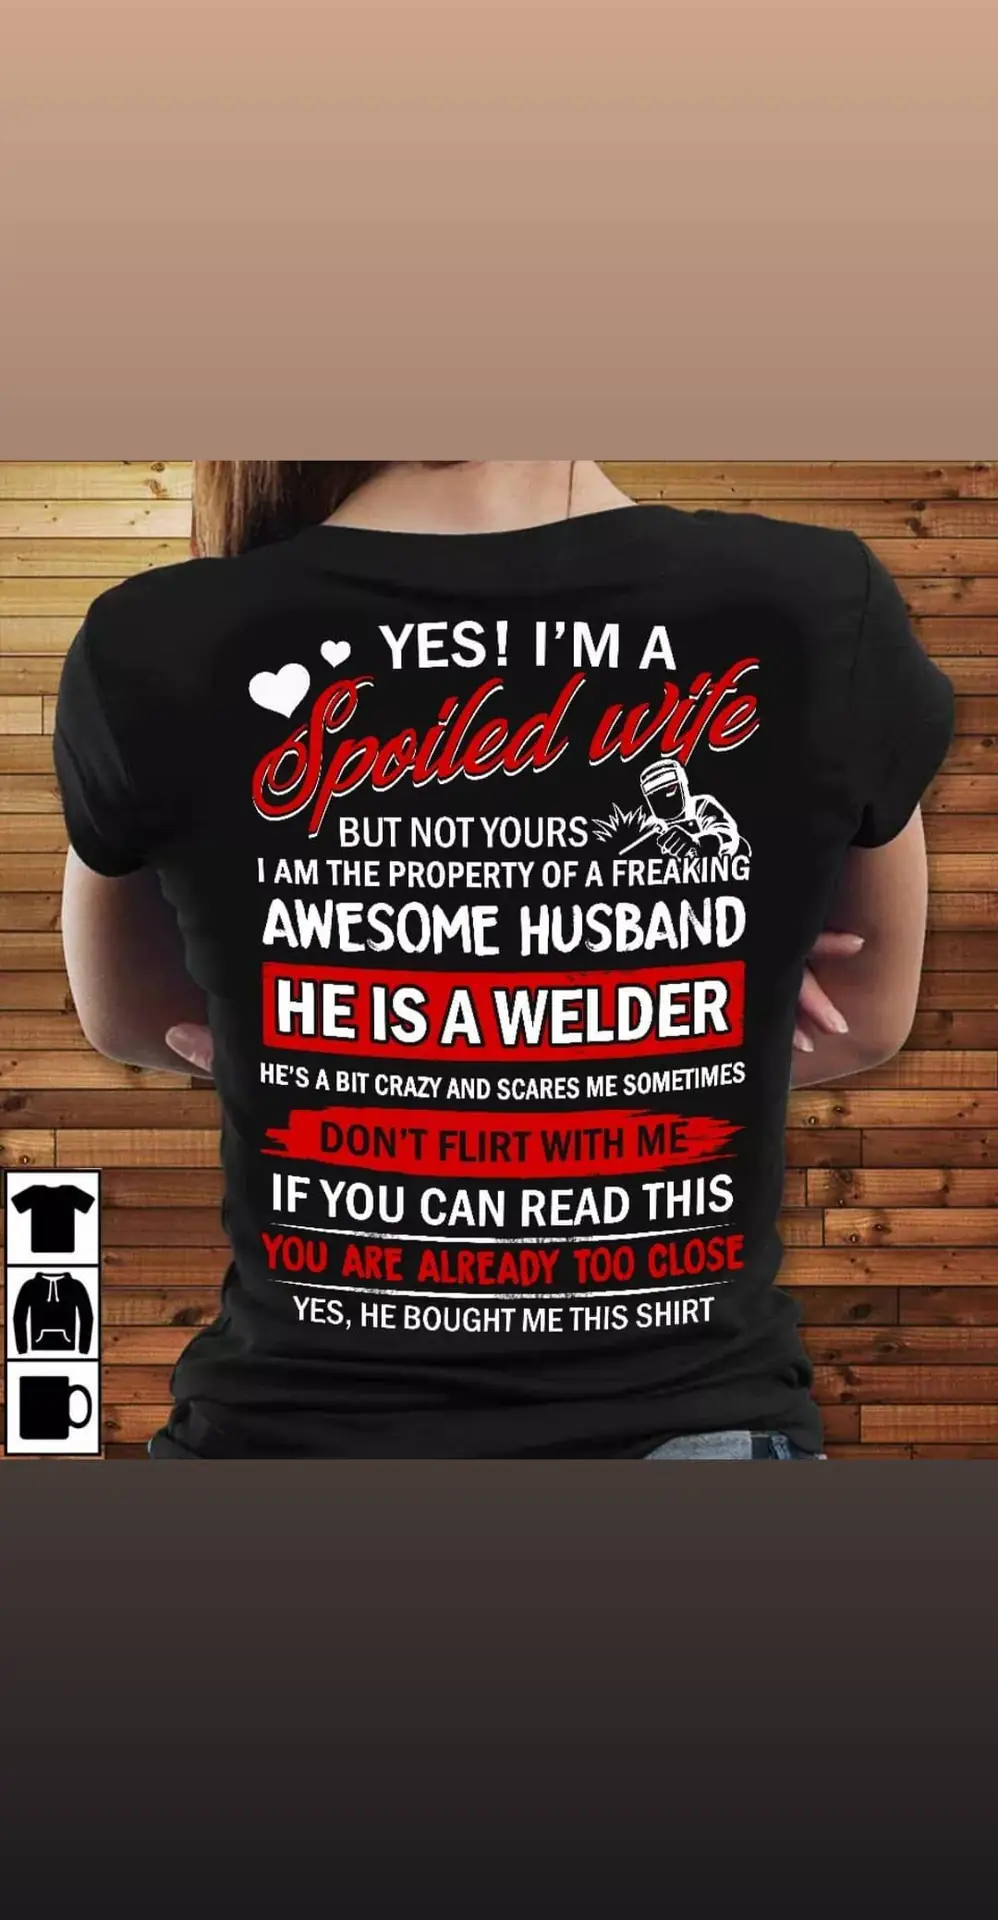 YES! I'M A
Spoiled wife
BUT NOT YOURS
I AM THE PROPERTY OF A FREAKING
AWESOME HUSBAND
HE IS A WELDER
HE'S A BIT CRAZY AND SCARES ME SOMETIMES
DON'T FLIRT WITH ME
IF YOU CAN READ THIS
YOU ARE ALREADY TOO CLOSE
YES, HE BOUGHT ME THIS SHIRT